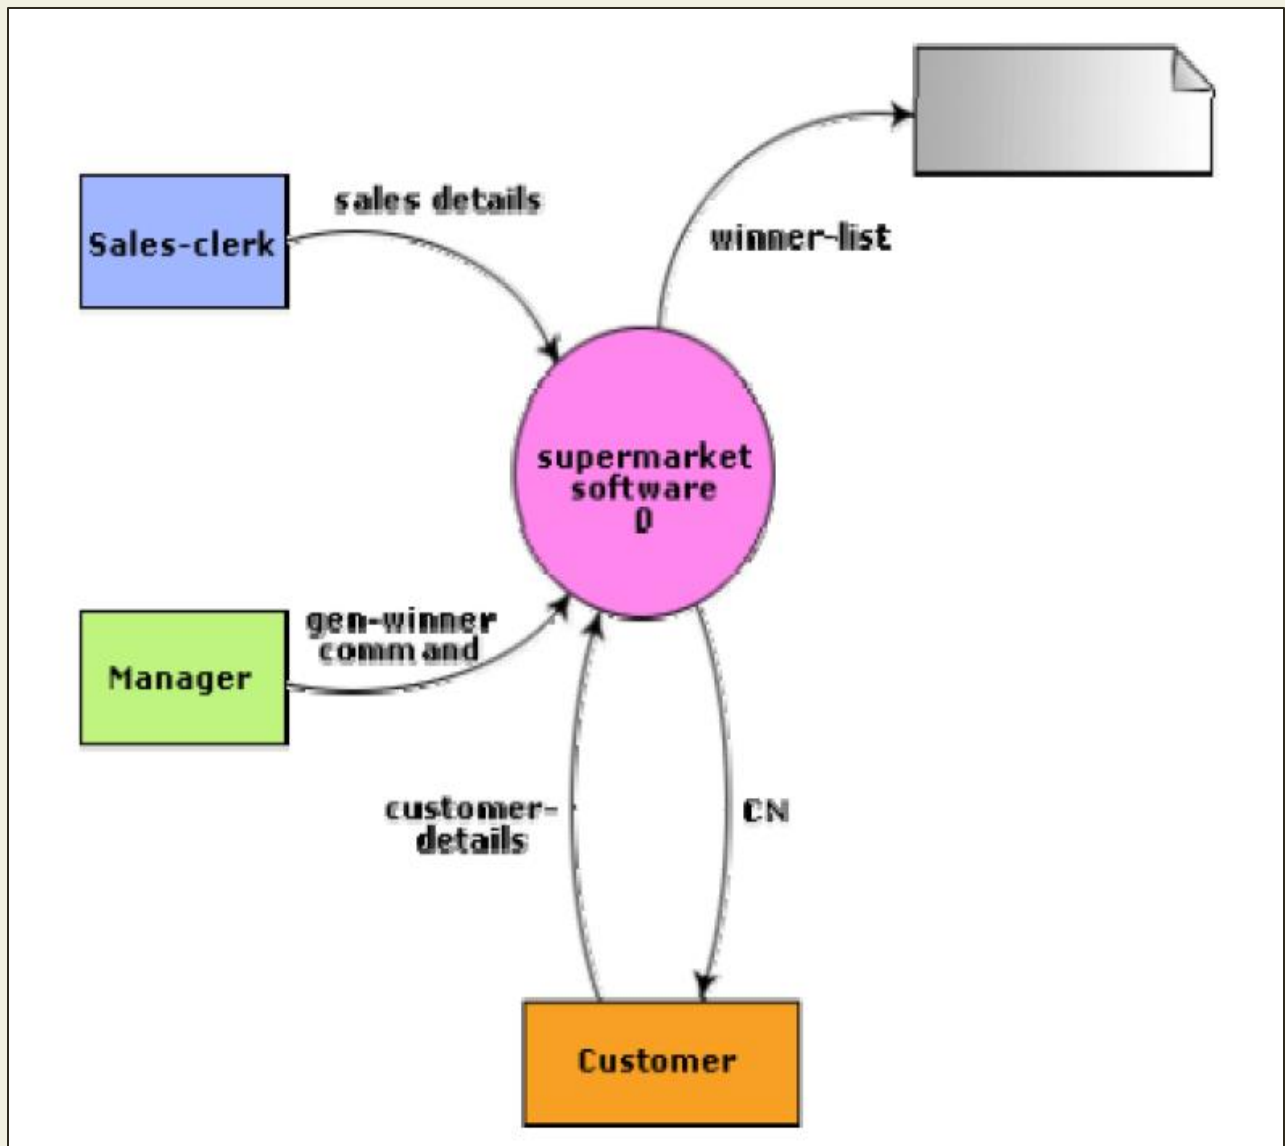 sales details
Sales-clerk
winner-list
supermarket
software
0
gen-winner
command
Manager
customer-
details
CN
Customer